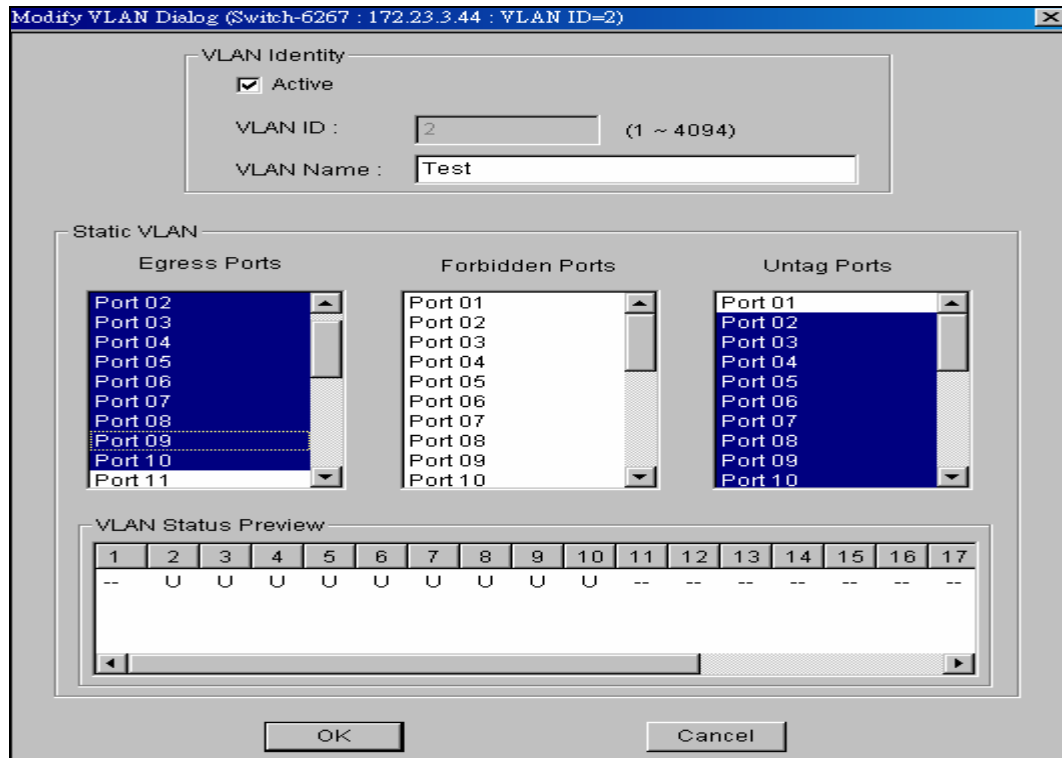 Modify VLAN Dialog (Switch-6267 : 172.23.3.44 : VLAN ID=2)
VLAN Identity
Active
VLAN ID : 2 (1 ~ 4094)
VLAN Name : Test
Static VLAN
Egress Ports
Port 02
Port 03
Port 04
Port 05
Port 06
Port 07
Port 08
Port 09
Port 10
Port 11
Forbidden Ports
Port 01
Port 02
Port 03
Port 04
Port 05
Port 06
Port 07
Port 08
Port 09
Port 10
Untag Ports
Port 01
Port 02
Port 03
Port 04
Port 05
Port 06
Port 07
Port 08
Port 09
Port 10
VLAN Status Preview
1 2 3 4 5 6 7 8 9 10 11 12 13 14 15 16 17
-- U U U U U U U U U -- -- -- -- -- -- --
OK Cancel